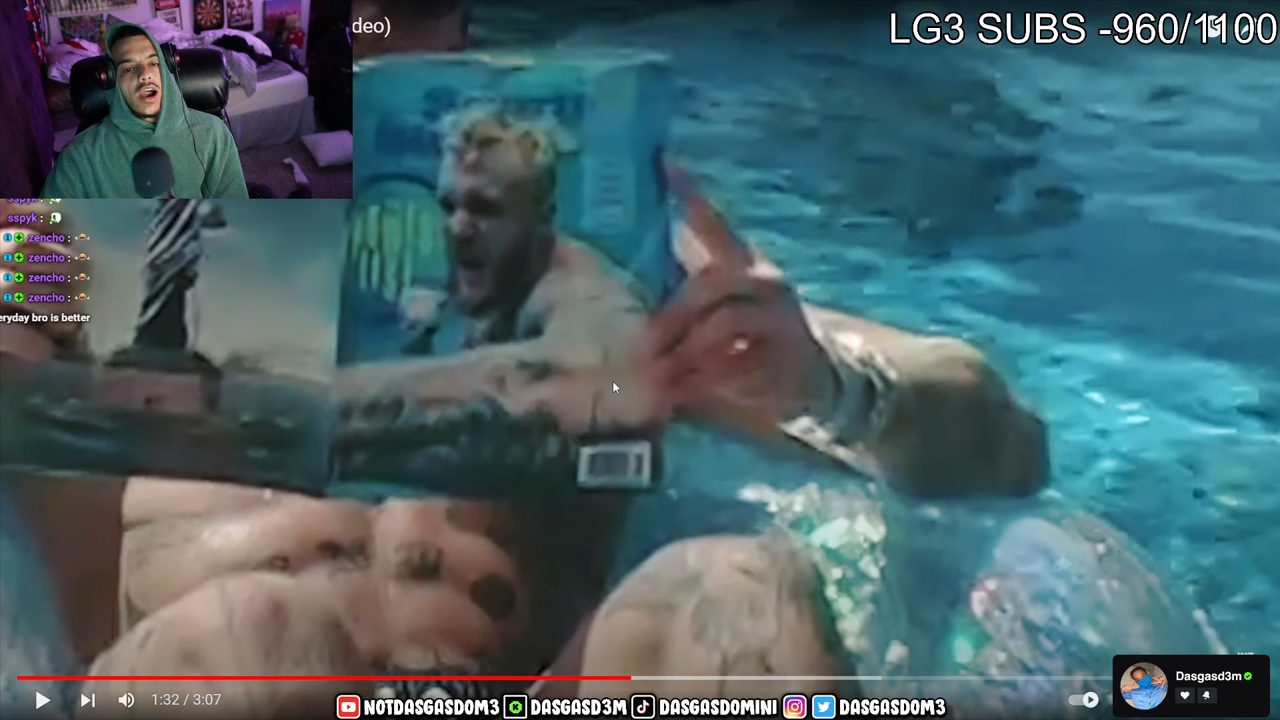 deo)
LG3 SUBS -960/1100
sspyk :
sspyk :
zencho :
zencho :
zencho :
zencho :
eryday bro is better
1:32 / 3:07
Dasgasd3m
NOTDASGASDOM3 DASGASD3M DASGASDOMINI DASGASDOM3